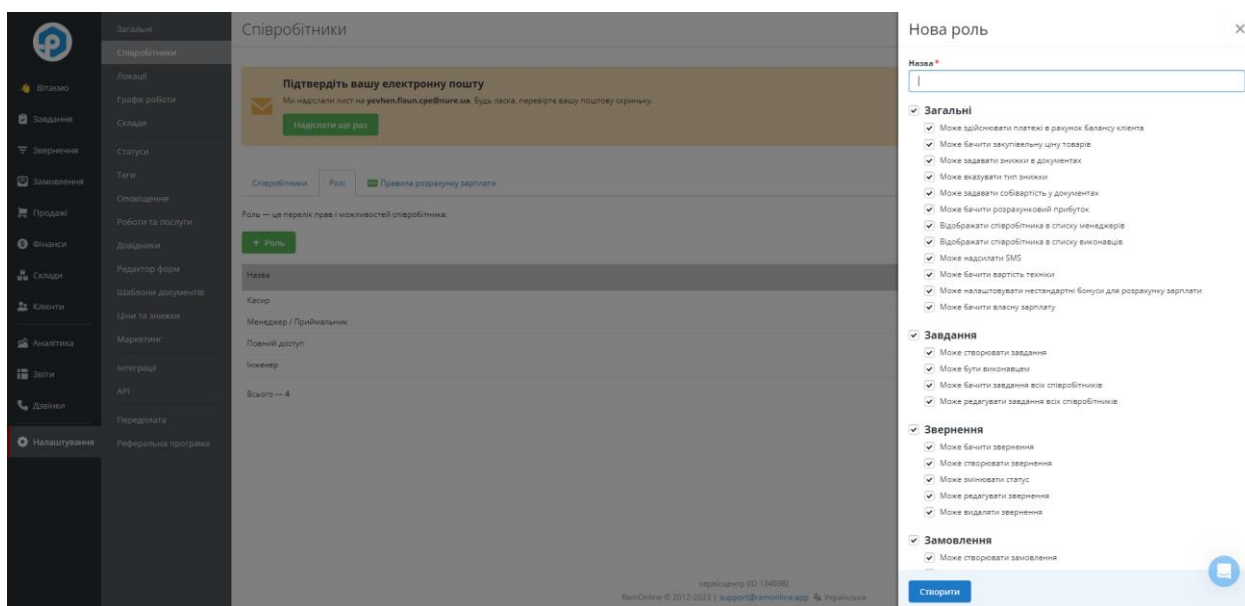 Вітаємо
Завдання
Звернення
Замовлення
Продажі
Фінанси
Склади
Клієнти
Аналітика
Звіти
Дзвінки
Налаштування
Загальні
Співробітники
Локації
Графік роботи
Склади
Статуси
Теги
Оповіщення
Роботи та послуги
Довідники
Редактор форм
Шаблони документів
Ціни та знижки
Маркетинг
Інтеграції
API
Передплата
Реферальна програма
Співробітники
Підтвердіть вашу електронну пошту
Ми надіслали лист на yevhen.fisun.cpe@nure.ua. Будь ласка, перевірте вашу поштову скриньку.
Надіслати ще раз
Співробітники Ролі Правила розрахунку зарплати
Роль — це перелік прав і можливостей співробітника.
+ Роль
Назва
Касир
Менеджер / Приймальник
Повний доступ
Інженер
Всього — 4
сервісцентр (ID 134698)
RemOnline © 2012-2023 | support@remonline.app Українська
Нова роль
Назва *
Загальні
Може здійснювати платежі в рахунок балансу клієнта
Може бачити закупівельну ціну товарів
Може задавати знижки в документах
Може вказувати тип знижки
Може задавати собівартість у документах
Може бачити розрахунковий прибуток
Відображати співробітника в списку менеджерів
Відображати співробітника в списку виконавців
Може надсилати SMS
Може бачити вартість техніки
Може налаштовувати нестандартні бонуси для розрахунку зарплати
Може бачити власну зарплату
Завдання
Може створювати завдання
Може бути виконавцем
Може бачити завдання всіх співробітників
Може редагувати завдання всіх співробітників
Звернення
Може бачити звернення
Може створювати звернення
Може змінювати статус
Може редагувати звернення
Може видаляти звернення
Замовлення
Може створювати замовлення
Створити